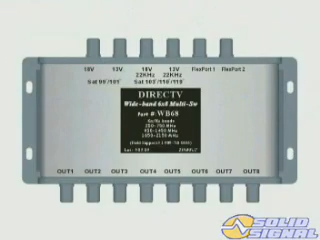 18V 13V 18V 13V FlexPort 1 FlexPort 2
22KHz 22KHz
Sat 99°/101° Sat 103°/110°/119°
DIRECTV
Wide-band 6x8 Multi-Sw
Part #: WB68
OUT1 OUT2 OUT3 OUT4 OUT5 OUT6 OUT7 OUT8
SOLID
SIGNAL